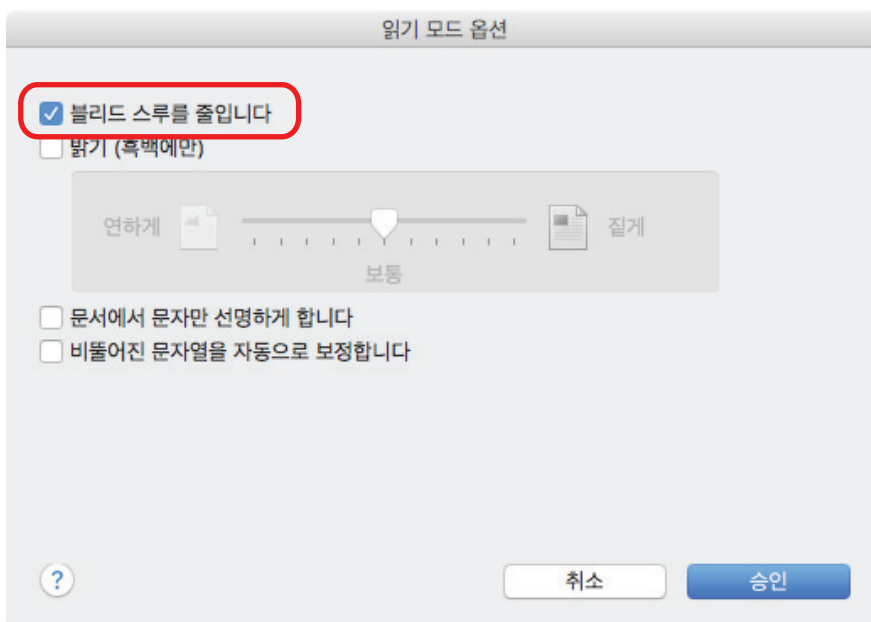 읽기 모드 옵션
블리드 스루를 줄입니다
밝기 (흑백에만)
연하게 짙게
보통
문서에서 문자만 선명하게 합니다
비뚤어진 문자열을 자동으로 보정합니다
? 취소 승인